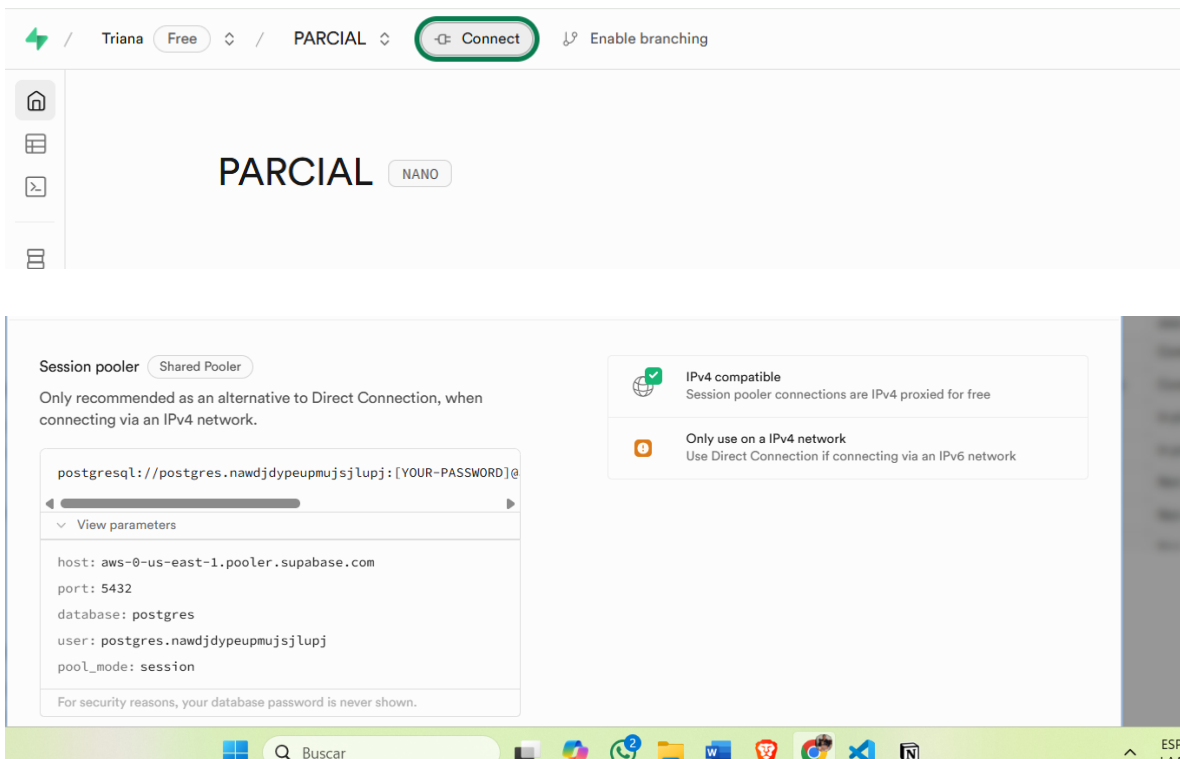 / Triana Free / PARCIAL Connect Enable branching
PARCIAL NANO
Session pooler Shared Pooler
Only recommended as an alternative to Direct Connection, when
connecting via an IPv4 network.
postgresql://postgres.nawdjdypeupmujsjlupj:[YOUR-PASSWORD]@
View parameters
host: aws-0-us-east-1.pooler.supabase.com
port: 5432
database: postgres
user: postgres.nawdjdypeupmujsjlupj
pool_mode: session
For security reasons, your database password is never shown.
IPv4 compatible
Session pooler connections are IPv4 proxied for free
Only use on a IPv4 network
Use Direct Connection if connecting via an IPv6 network
Buscar
2
ESP